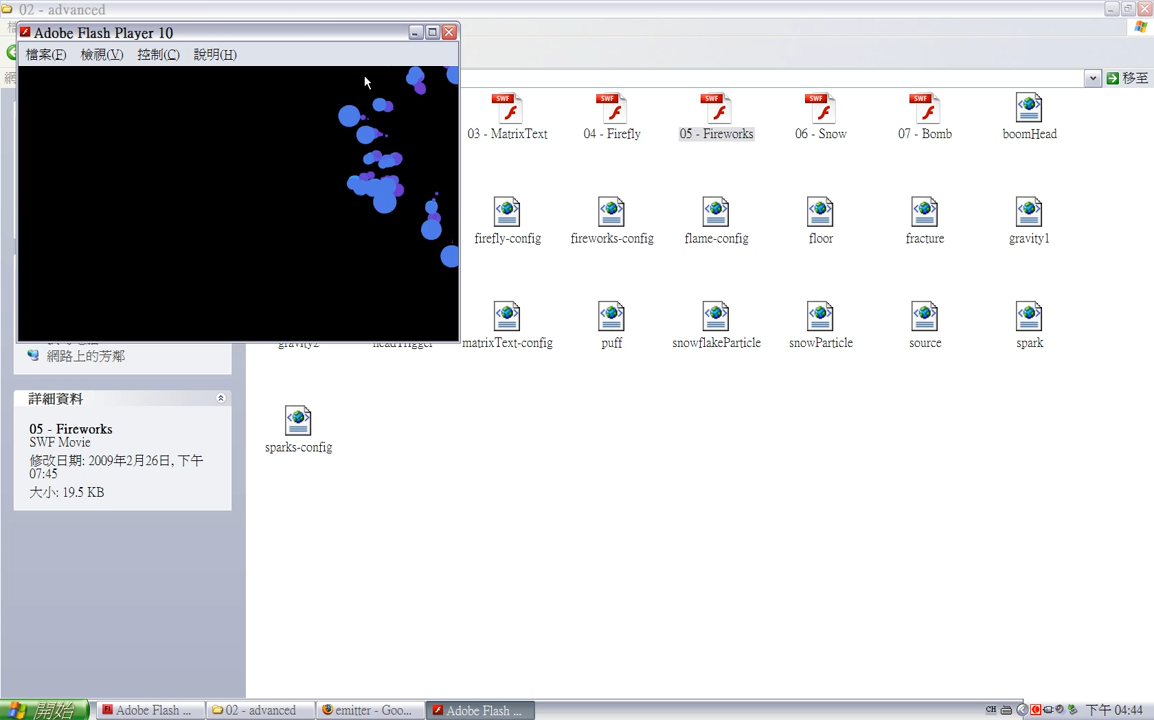 02 - advanced
Adobe Flash Player 10
檔案(F) 檢視(V) 控制(C) 說明(H)
移至
03 - MatrixText
04 - Firefly
05 - Fireworks
06 - Snow
07 - Bomb
boomHead
firefly-config
fireworks-config
flame-config
floor
fracture
gravity1
gravity2
headTrigger
matrixText-config
puff
snowflakeParticle
snowParticle
source
spark
sparks-config
網路上的芳鄰
詳細資料
05 - Fireworks
SWF Movie
修改日期: 2009年2月26日, 下午
07:45
大小: 19.5 KB
開始
Adobe Flash ...
02 - advanced
emitter - Goo...
Adobe Flash ...
CH
下午 04:44